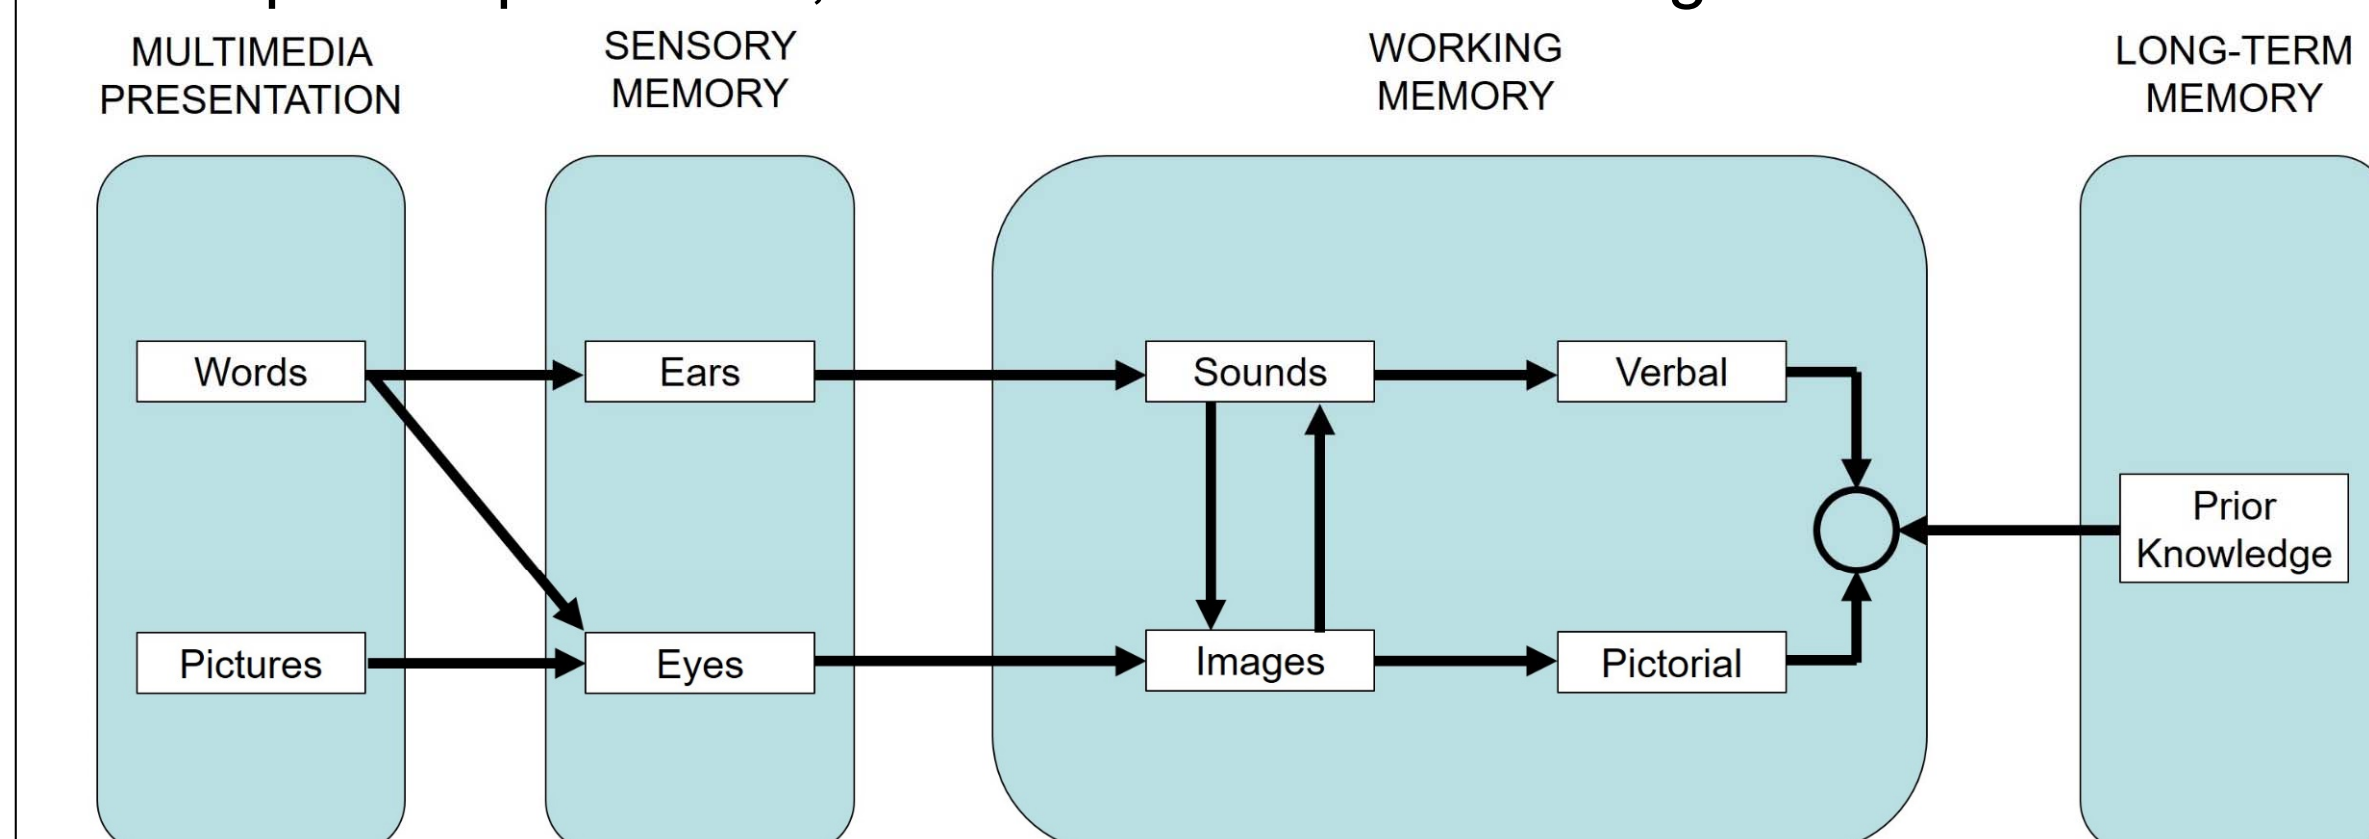 MULTIMEDIA
PRESENTATION
SENSORY
MEMORY
WORKING
MEMORY
LONG-TERM
MEMORY
Words
Ears
Sounds
Verbal
Prior
Knowledge
Pictures
Eyes
Images
Pictorial